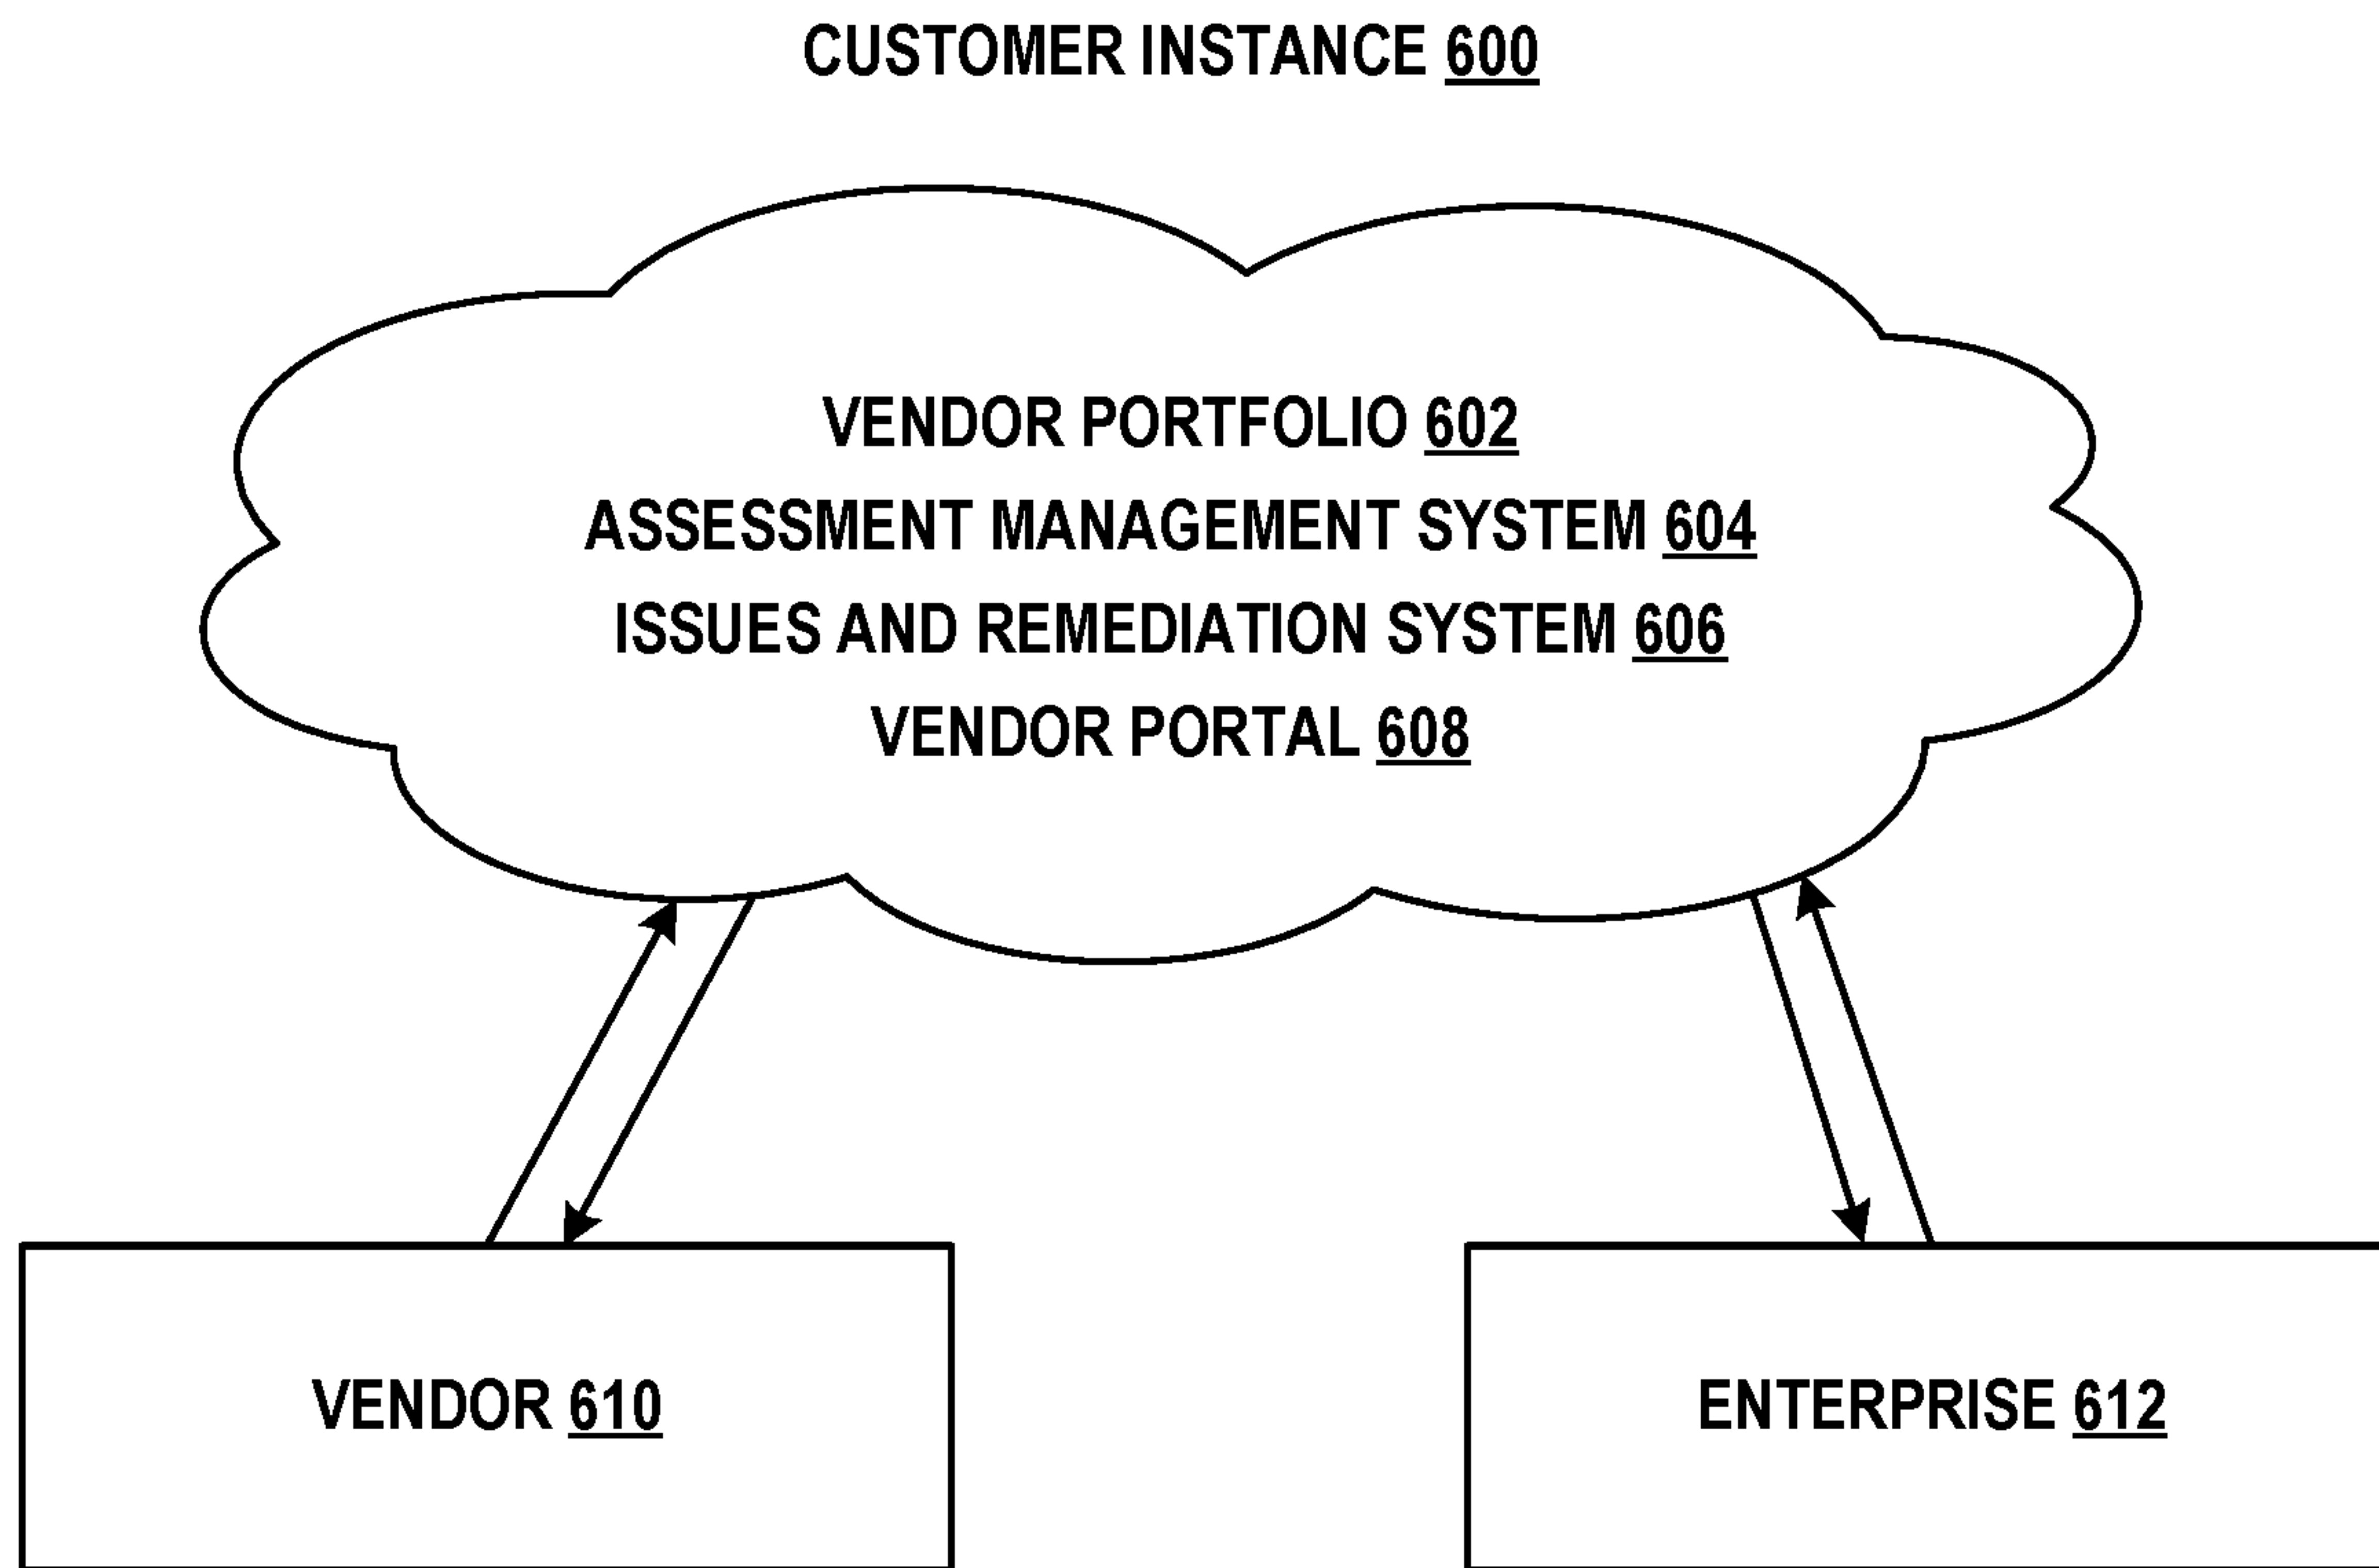 CUSTOMER INSTANCE 600
VENDOR PORTFOLIO 602
ASSESSMENT MANAGEMENT SYSTEM 604
ISSUES AND REMEDIATION SYSTEM 606
VENDOR PORTAL 608
VENDOR 610
ENTERPRISE 612